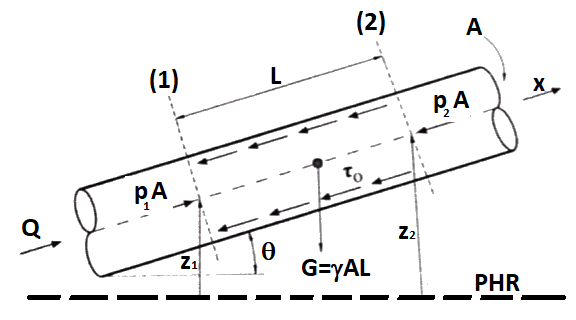 (2)
A
(1)
L
x
p₂A
p₁A
τ₀
Q
z₁
θ
G=γAL
z₂
PHR